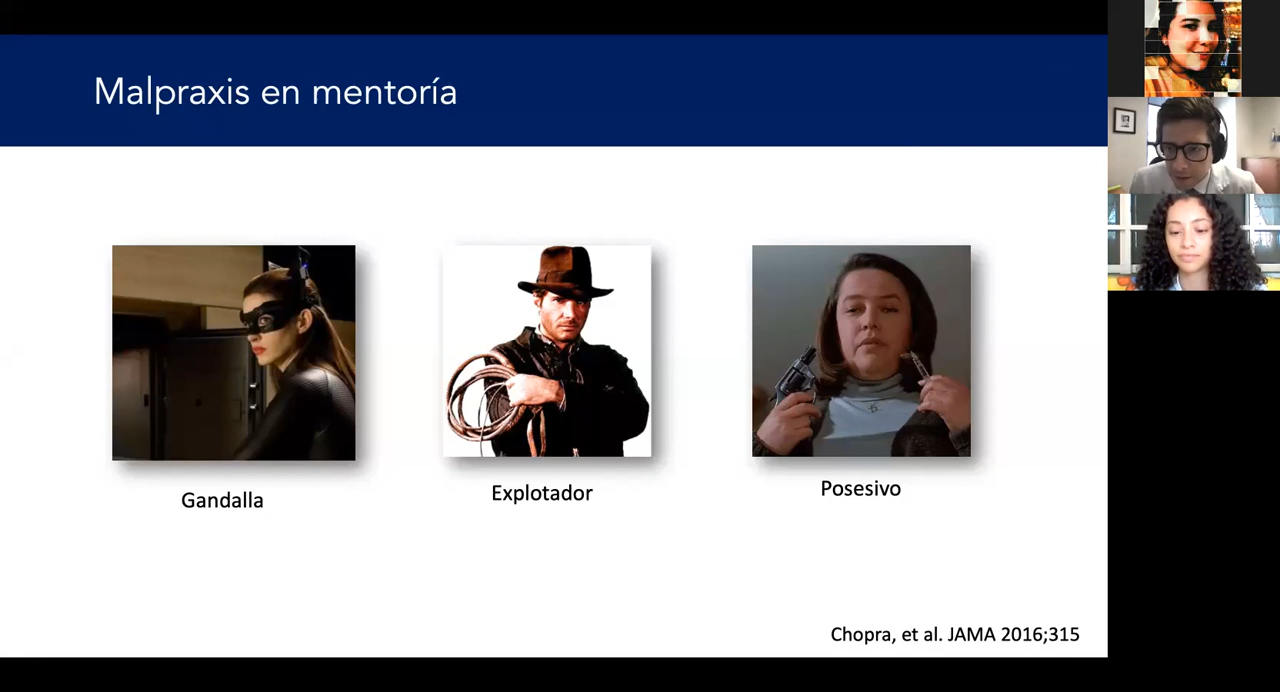 Malpraxis en mentoría
Gandalla
Explotador
Posesivo
Chopra, et al. JAMA 2016;315